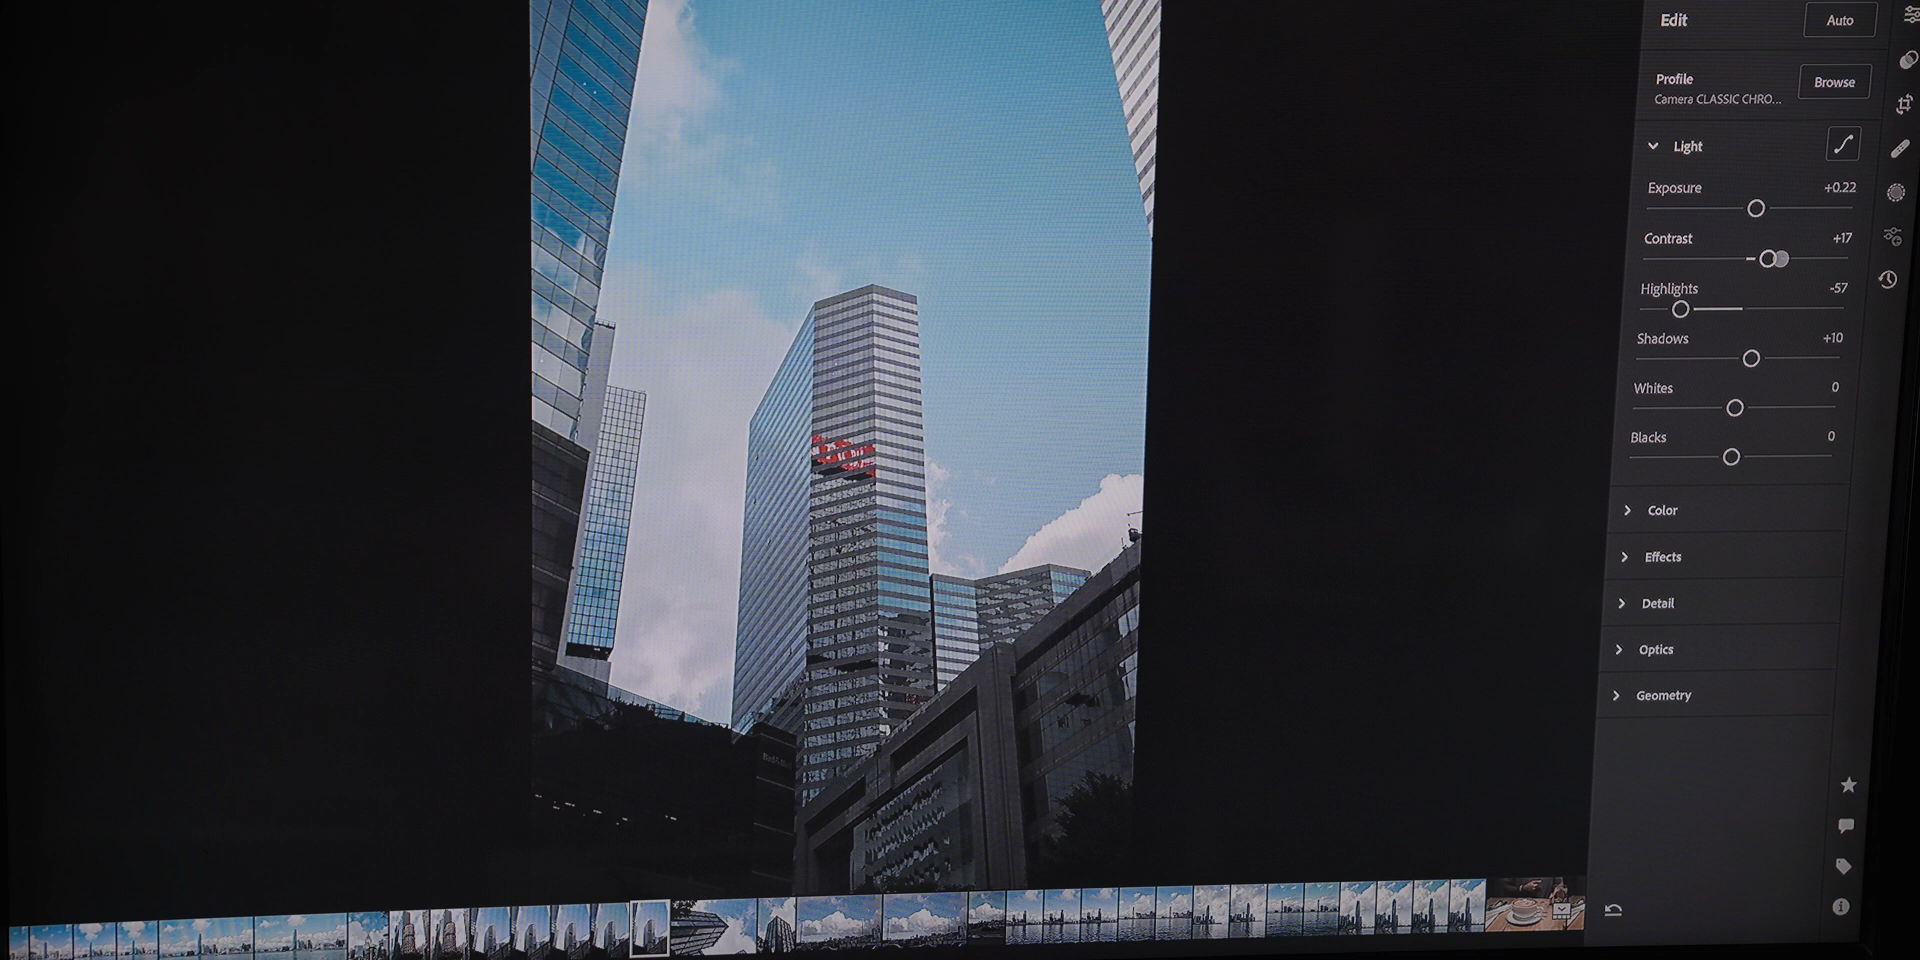 Edit
Auto
Profile
Browse
Camera CLASSIC CHRO...
Light
Exposure +0.22
Contrast +17
Highlights -57
Shadows +10
Whites 0
Blacks 0
Color
Effects
Detail
Optics
Geometry